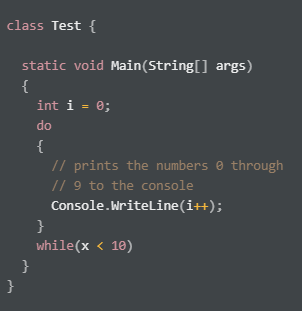 class Test {
static void Main(String[] args)
{
int i = 0;
do
{
// prints the numbers 0 through
// 9 to the console
Console.WriteLine(i++);
}
while(x < 10)
}
}